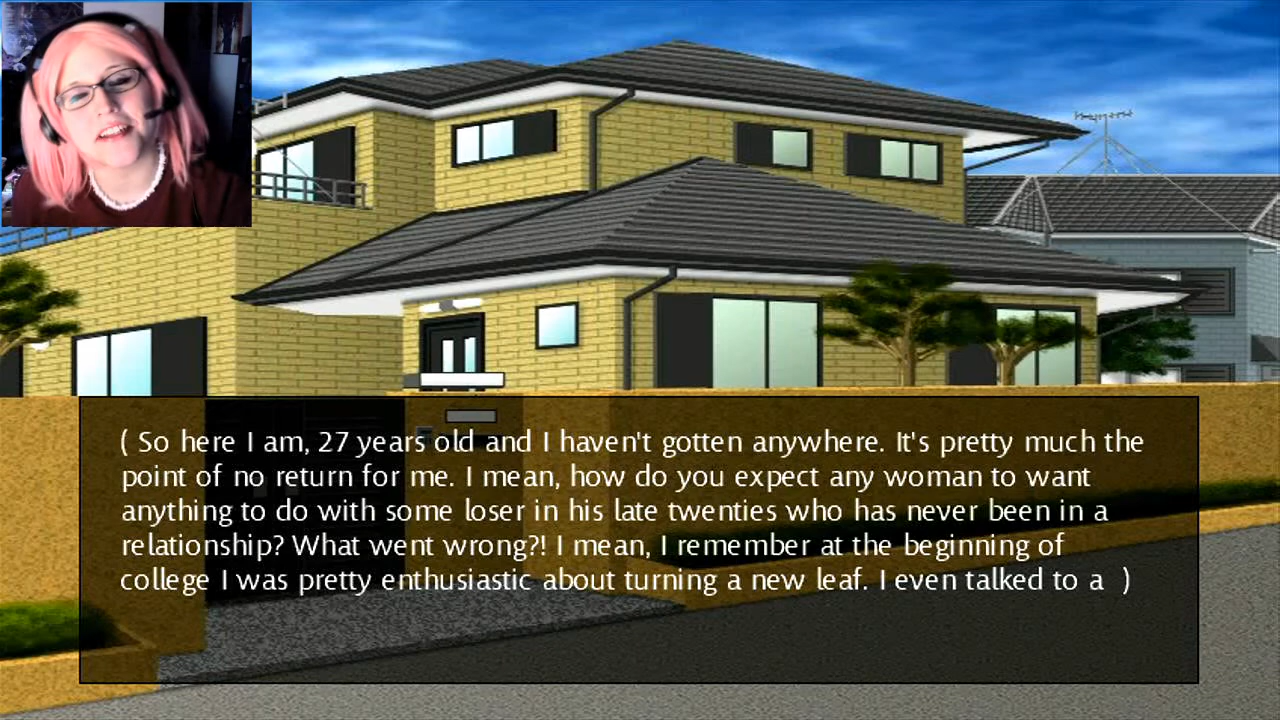 ( So here I am, 27 years old and I haven't gotten anywhere. It's pretty much the
point of no return for me. I mean, how do you expect any woman to want
anything to do with some loser in his late twenties who has never been in a
relationship? What went wrong?! I mean, I remember at the beginning of
college I was pretty enthusiastic about turning a new leaf. I even talked to a )